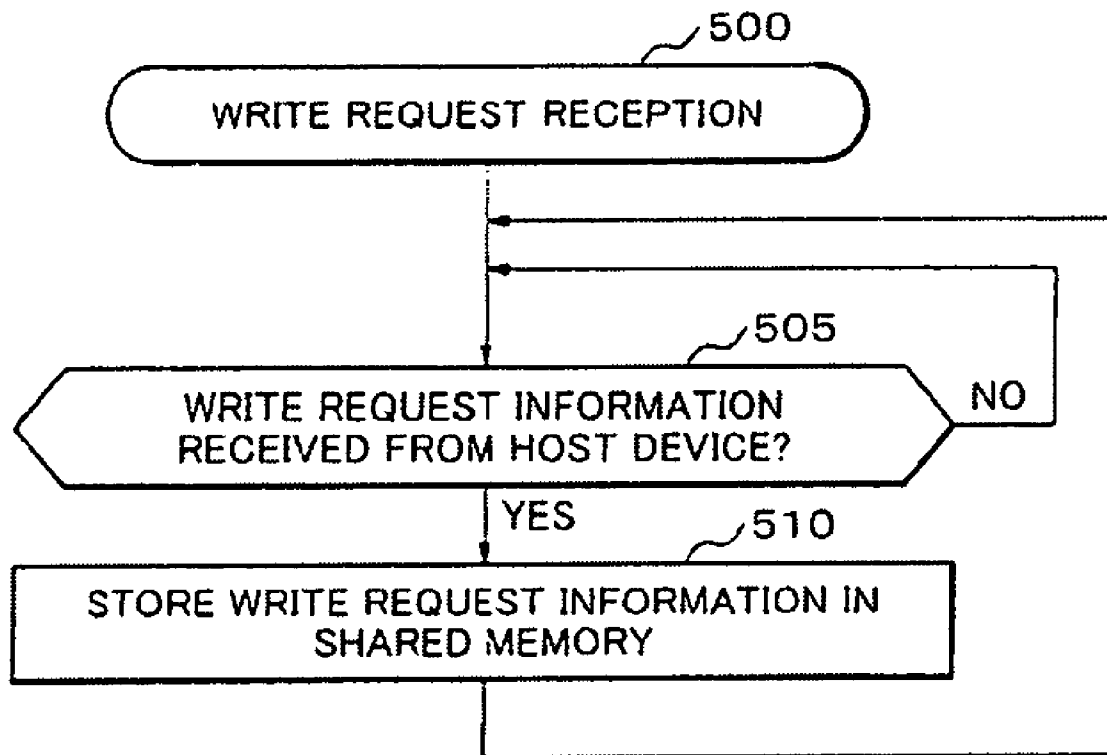 500
WRITE REQUEST RECEPTION
505
WRITE REQUEST INFORMATION
RECEIVED FROM HOST DEVICE?
NO
YES
510
STORE WRITE REQUEST INFORMATION IN
SHARED MEMORY